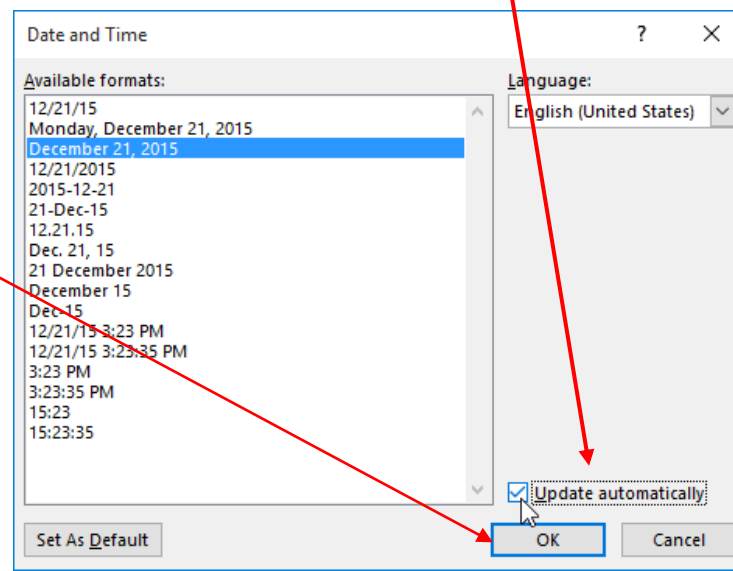 Date and Time
?
Available formats:
Language:
12/21/15
Monday, December 21, 2015
December 21, 2015
12/21/2015
2015-12-21
21-Dec-15
12.21.15
Dec. 21, 15
21 December 2015
December 15
Dec-15
12/21/15 3:23 PM
12/21/15 3:23:35 PM
3:23 PM
3:23:35 PM
15:23
15:23:35
English (United States)
Update automatically
Set As Default
OK
Cancel